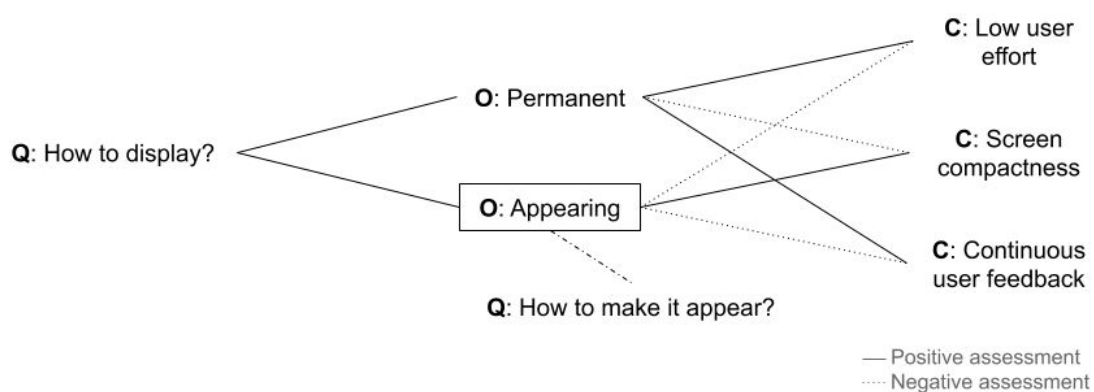 C: Low user
effort
O: Permanent
Q: How to display?
C: Screen
compactness
O: Appearing
C: Continuous
user feedback
Q: How to make it appear?
Positive assessment
Negative assessment